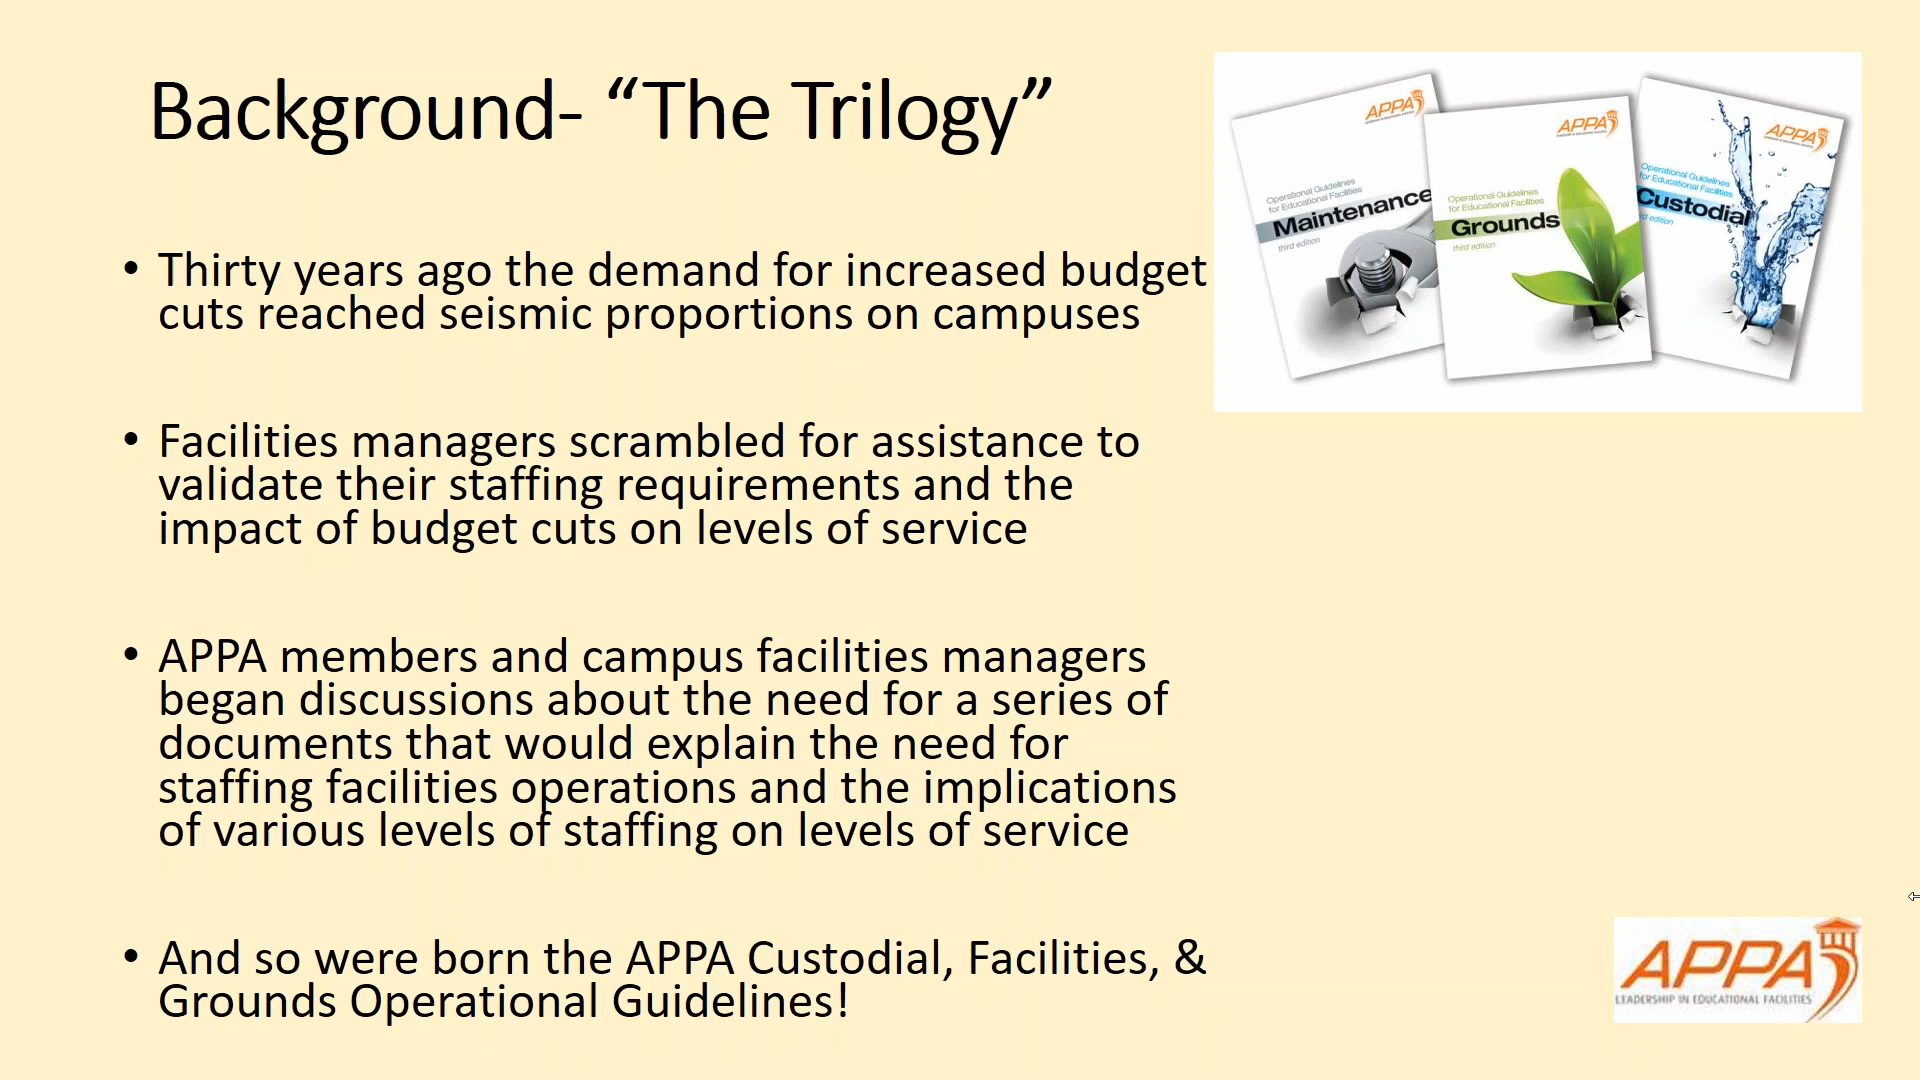 Background- “The Trilogy”
• Thirty years ago the demand for increased budget
cuts reached seismic proportions on campuses
• Facilities managers scrambled for assistance to
validate their staffing requirements and the
impact of budget cuts on levels of service
• APPA members and campus facilities managers
began discussions about the need for a series of
documents that would explain the need for
staffing facilities operations and the implications
of various levels of staffing on levels of service
• And so were born the APPA Custodial, Facilities, &
Grounds Operational Guidelines!
APPA
Operational Guidelines
for Educational Facilities
Maintenance
third edition
APPA
Operational Guidelines
for Educational Facilities
Grounds
third edition
APPA
Operational Guidelines
for Educational Facilities
Custodial
edition
APPA
LEADERSHIP IN EDUCATIONAL FACILITIES